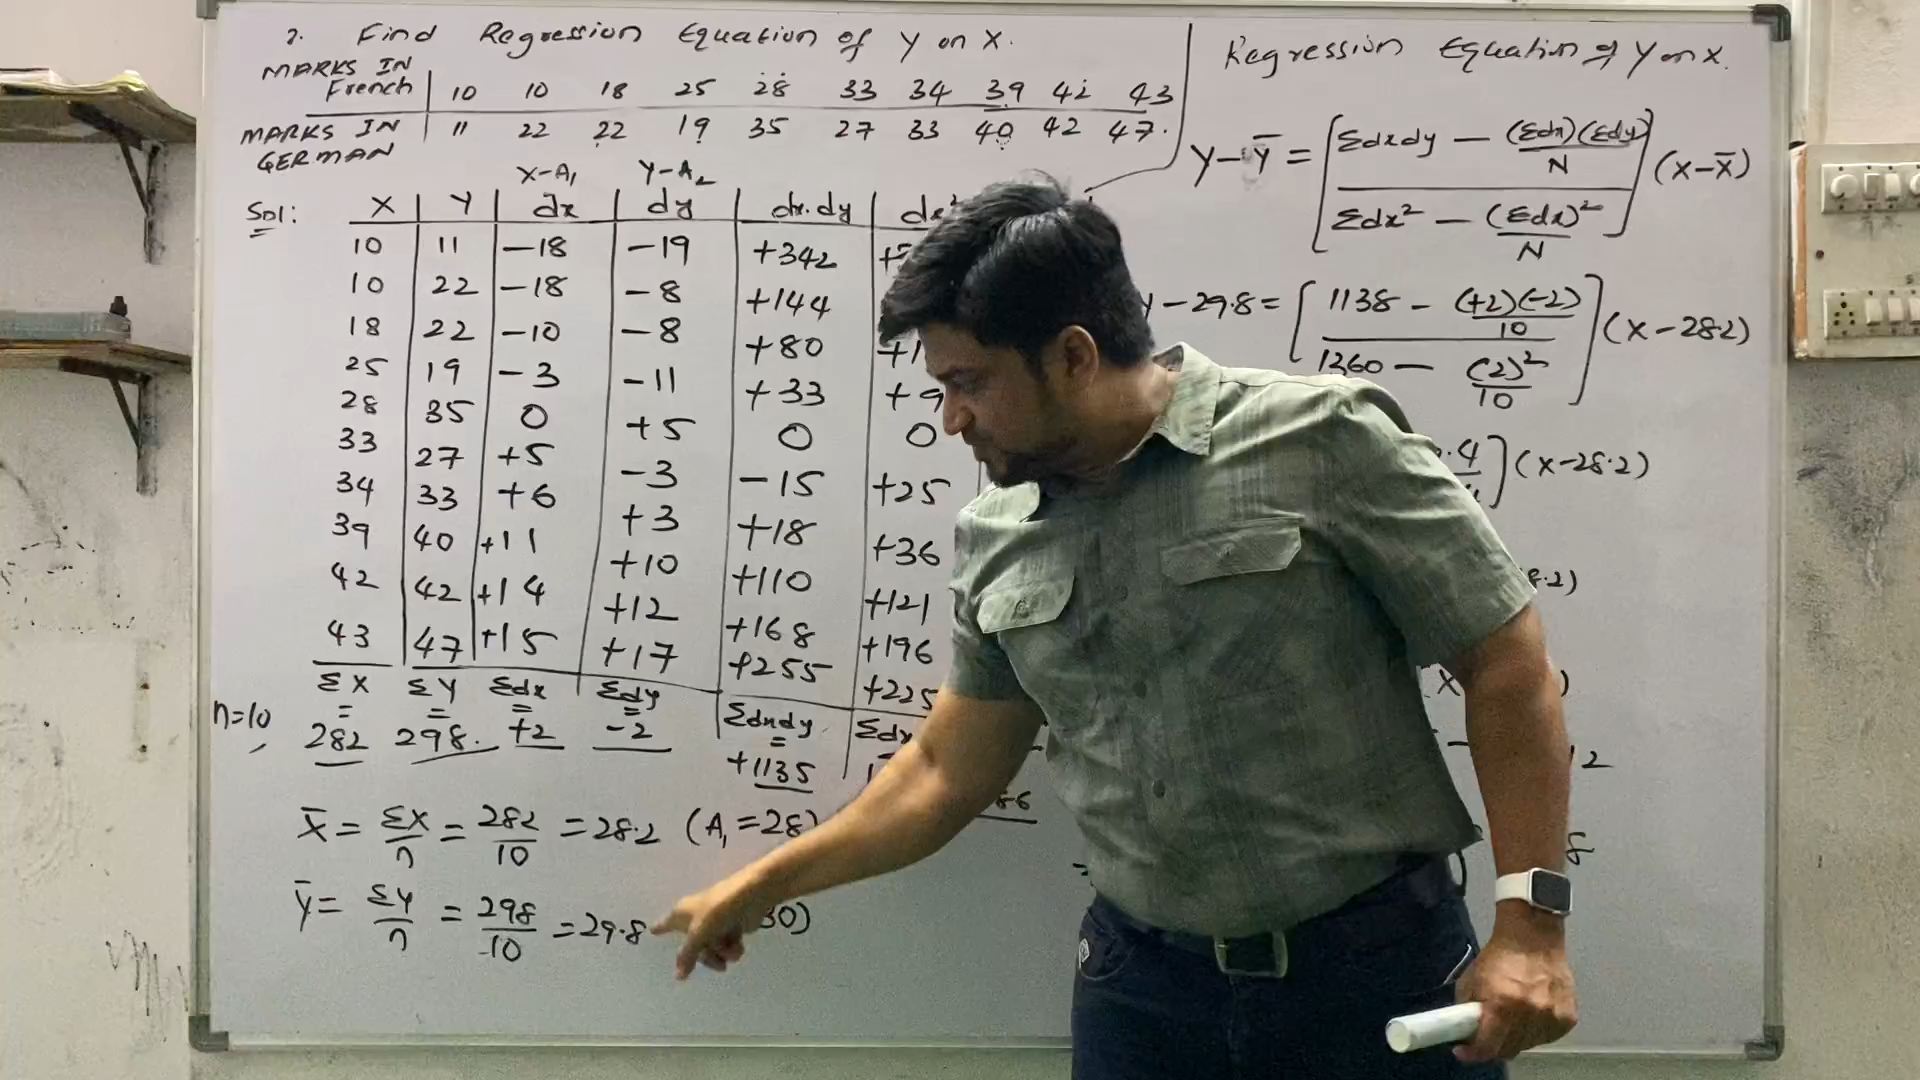 2. Find Regression Equation of Y on X.
MARKS IN French | 10 10 18 25 28 33 34 39 42 43
MARKS IN GERMAN | 11 22 22 19 35 27 33 40 42 47.
X-A₁ Y-A₂
Sol: X | Y | dx | dy | dx.dy |
10 11 -18 -19 +342
10 22 -18 -8 +144
18 22 -10 -8 +80
25 19 -3 -11 +33 +9
28 35 0 +5 0 0
33 27 +5 -3 -15 +25
34 33 +6 +3 +18 +36
39 40 +11 +10 +110 +121
42 42 +14 +12 +168 +196
43 47 +15 +17 +255 +225
ΣX = ΣY = Σdx = Σdy = Σdxdy =
n=10 282 298. +2 -2 +1135
X̄ = ΣX/n = 282/10 = 28.2 (A₁ = 28)
Ȳ = ΣY/n = 298/10 = 29.8 30)
Regression Equation of Y on X.
Y-Ȳ = [Σdxdy - (Σdx)(Σdy)/N / Σdx² - (Σdx)²/N] (X-X̄)
Y-29.8 = [1138 - (+2)(-2)/10 / 1360 - (2)²/10] (X-28.2)
.4] (X-28.2)